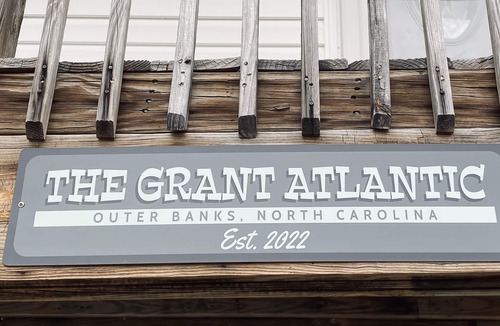 THE GRANT ATLANTIC
OUTER BANKS, NORTH CAROLINA
Est. 2022